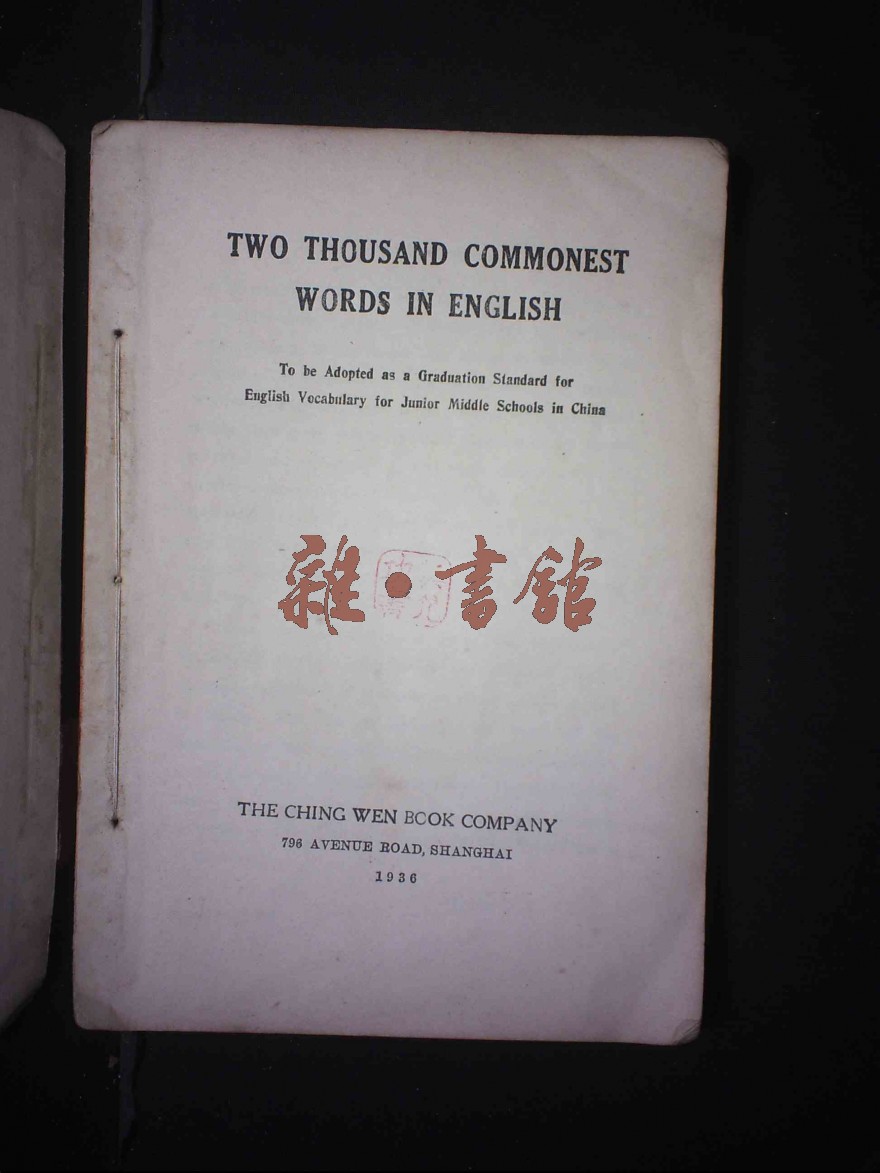 TWO THOUSAND COMMONEST
WORDS IN ENGLISH
To be Adopted as a Graduation Standard for
English Vocabulary for Junior Middle Schools in China
雜•書館
THE CHING WEN BOOK COMPANY
796 AVENUE ROAD, SHANGHAI
1936